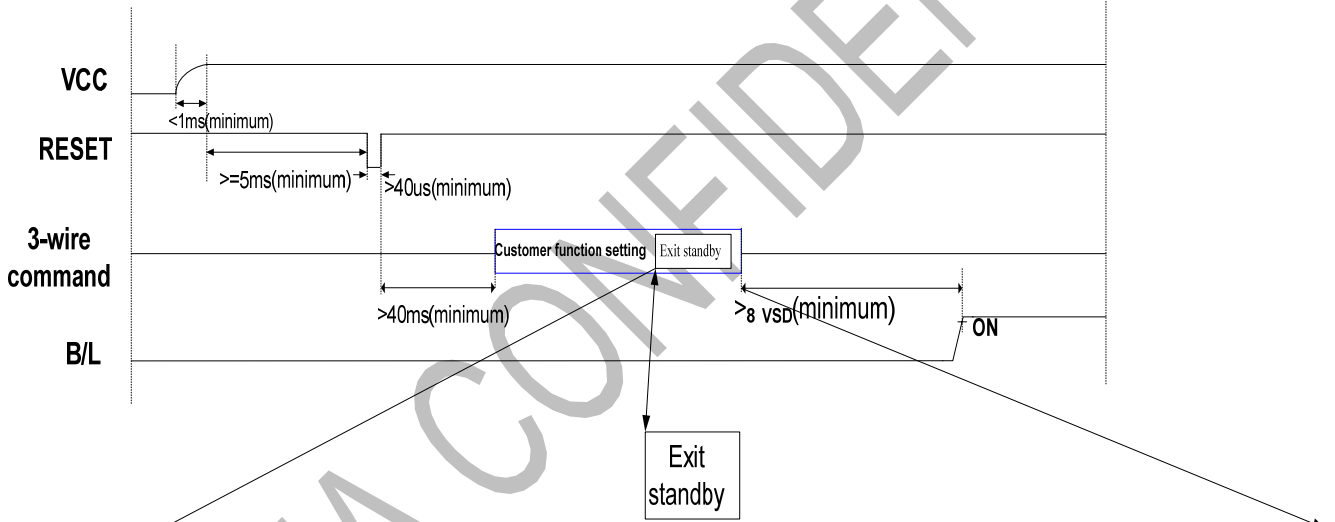 VCC
<1ms(minimum)
RESET
>=5ms(minimum)
>40us(minimum)
3-wire
command
Customer function setting
Exit standby
>40ms(minimum)
>8 VSD(minimum)
ON
B/L
Exit
standby
A CONFIDEN